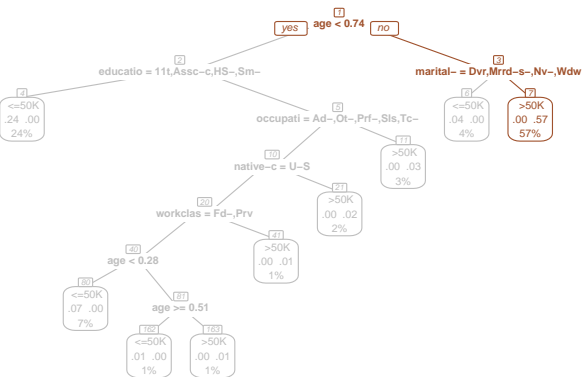 1
age < 0.74
yes
no
2
educatio = 11t,Assc−c,HS−,Sm−
3
marital− = Dvr,Mrrd−s−,Nv−,Wdw
4
<=50K
.24 .00
24%
5
occupati = Ad−,Ot−,Prf−,Sls,Tc−
6
<=50K
.04 .00
4%
7
>50K
.00 .57
57%
10
native−c = U−S
11
>50K
.00 .03
3%
20
workclas = Fd−,Prv
21
>50K
.00 .02
2%
40
age < 0.28
41
>50K
.00 .01
1%
80
<=50K
.07 .00
7%
81
age >= 0.51
162
<=50K
.01 .00
1%
163
>50K
.00 .01
1%